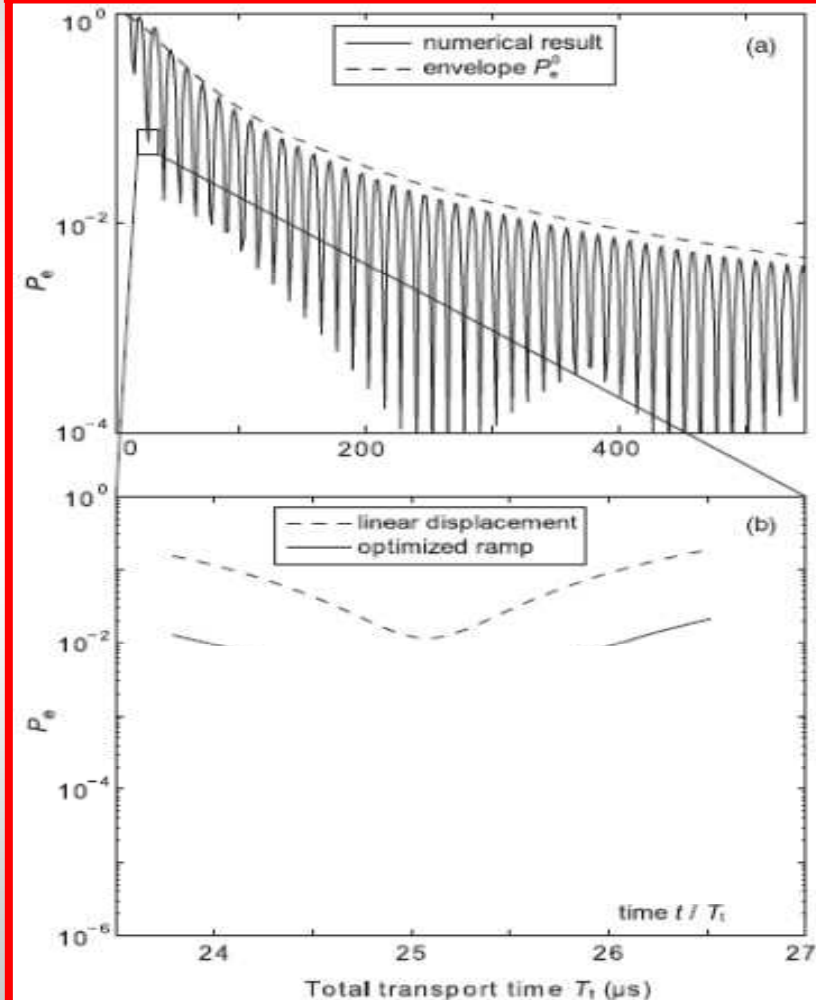 10⁰
numerical result
envelope Pₑ⁰
(a)
10⁻²
Pₑ
10⁻⁴
0 200 400
10⁰
linear displacement
optimized ramp
(b)
10⁻²
Pₑ
10⁻⁴
time t / Tₜ
10⁻⁶
24 25 26 27
Total transport time Tₜ (μs)